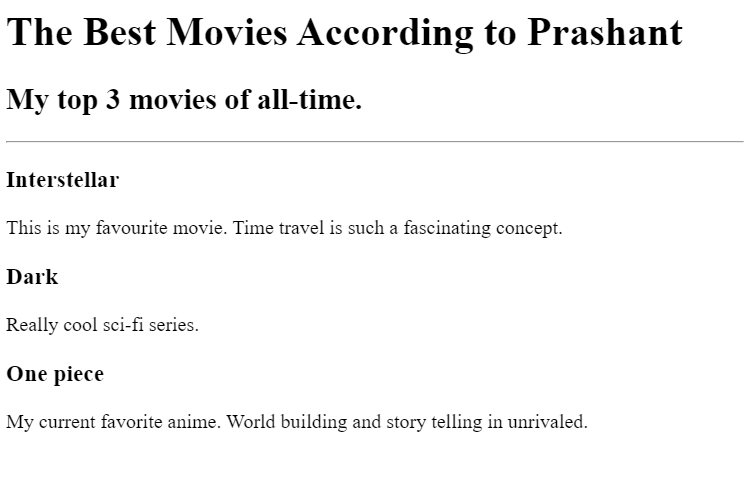 The Best Movies According to Prashant
My top 3 movies of all-time.
Interstellar
This is my favourite movie. Time travel is such a fascinating concept.
Dark
Really cool sci-fi series.
One piece
My current favorite anime. World building and story telling in unrivaled.